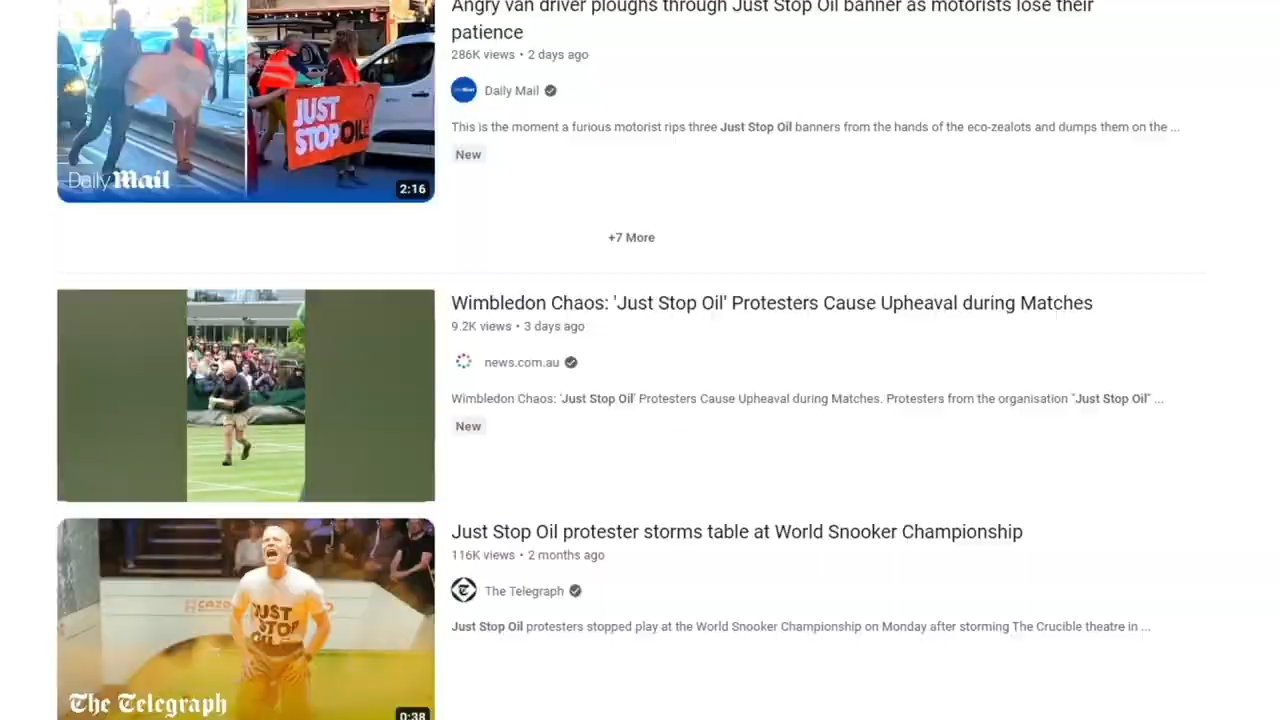 Angry van driver ploughs through Just Stop Oil banner as motorists lose their
patience
286K views • 2 days ago
Daily Mail
This is the moment a furious motorist rips three Just Stop Oil banners from the hands of the eco-zealots and dumps them on the ...
New
JUST
STOP OIL
Daily Mail
2:16
+7 More
Wimbledon Chaos: 'Just Stop Oil' Protesters Cause Upheaval during Matches
9.2K views • 3 days ago
news.com.au
Wimbledon Chaos: 'Just Stop Oil' Protesters Cause Upheaval during Matches. Protesters from the organisation "Just Stop Oil" ...
New
Just Stop Oil protester storms table at World Snooker Championship
116K views • 2 months ago
The Telegraph
Just Stop Oil protesters stopped play at the World Snooker Championship on Monday after storming The Crucible theatre in ...
CAZO
JUST
STOP
OIL
The Telegraph
0:38